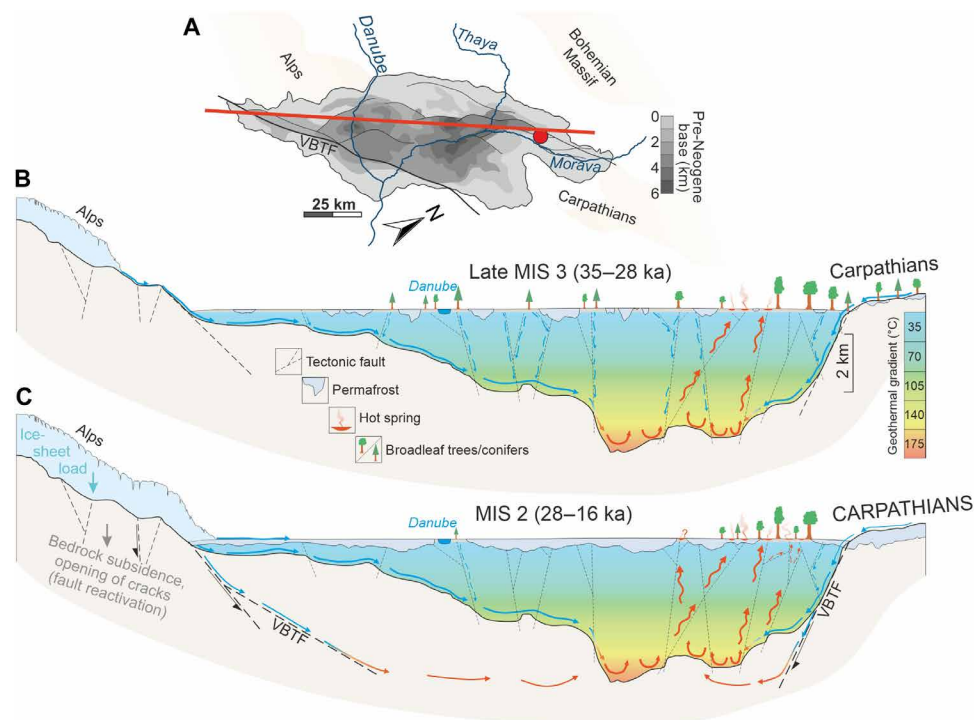 A
Danube
Thaya
Bohemian
Massif
Alps
VBTF
Morava
Carpathians
Pre-Neogene
base (km)
0
2
4
6
25 km
N
B
Alps
Late MIS 3 (35–28 ka)
Danube
Carpathians
Tectonic fault
Permafrost
Hot spring
Broadleaf trees/conifers
2 km
Geothermal gradient (°C)
35
70
105
140
175
C
Alps
Ice-
sheet
load
MIS 2 (28–16 ka)
Danube
CARPATHIANS
Bedrock subsidence,
opening of cracks
(fault reactivation)
VBTF
VBTF
?